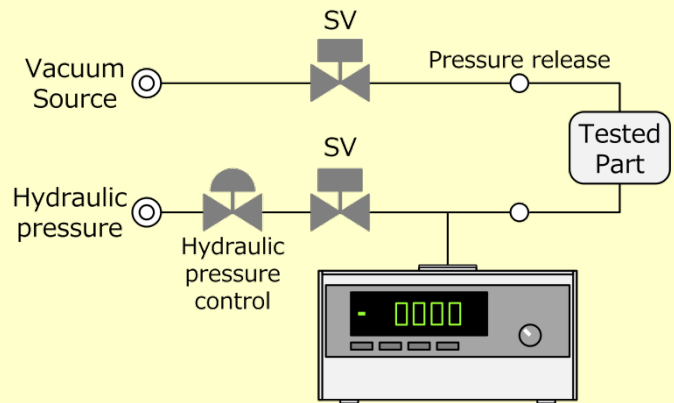 SV
Vacuum
Source
Pressure release
Tested
Part
SV
Hydraulic
pressure
Hydraulic
pressure
control
- 0000